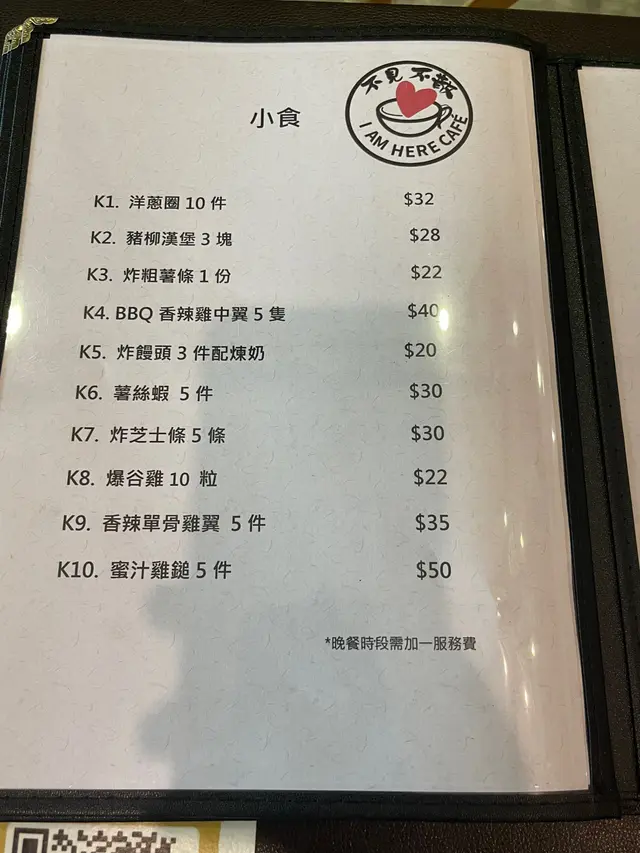 不見不散
I AM HERE CAFÉ
小食
K1. 洋蔥圈 10 件 $32
K2. 豬柳漢堡 3 塊 $28
K3. 炸粗薯條 1 份 $22
K4. BBQ 香辣雞中翼 5 隻 $40
K5. 炸饅頭 3 件配煉奶 $20
K6. 薯絲蝦 5 件 $30
K7. 炸芝士條 5 條 $30
K8. 爆谷雞 10 粒 $22
K9. 香辣單骨雞翼 5 件 $35
K10. 蜜汁雞鎚 5 件 $50
*晚餐時段需加一服務費